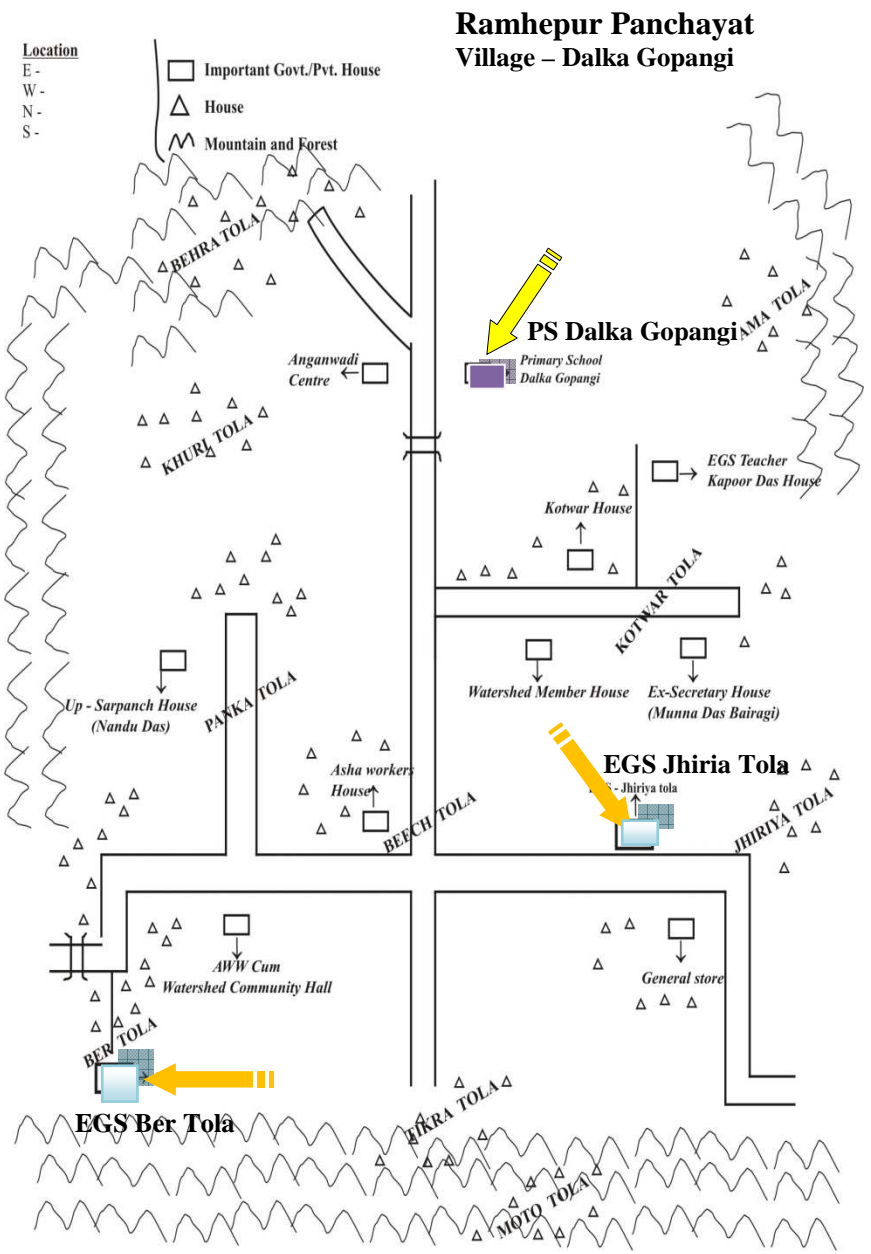 Ramhepur Panchayat
Village – Dalka Gopangi
Location
E -
W -
N -
S -
Important Govt./Pvt. House
House
Mountain and Forest
BEHRA TOLA
AMA TOLA
PS Dalka Gopangi
Primary School
Dalka Gopangi
Anganwadi
Centre
KHURI TOLA
EGS Teacher
Kapoor Das House
Kotwar House
KOTWAR TOLA
Watershed Member House
Ex-Secretary House
(Munna Das Bairagi)
Up - Sarpanch House
(Nandu Das)
PANKA TOLA
Asha workers
House
BEECH TOLA
EGS Jhiria Tola
- Jhiriya tola
JHIRIYA TOLA
AWW Cum
Watershed Community Hall
General store
BER TOLA
EGS Ber Tola
TIKRA TOLA
MOTO TOLA